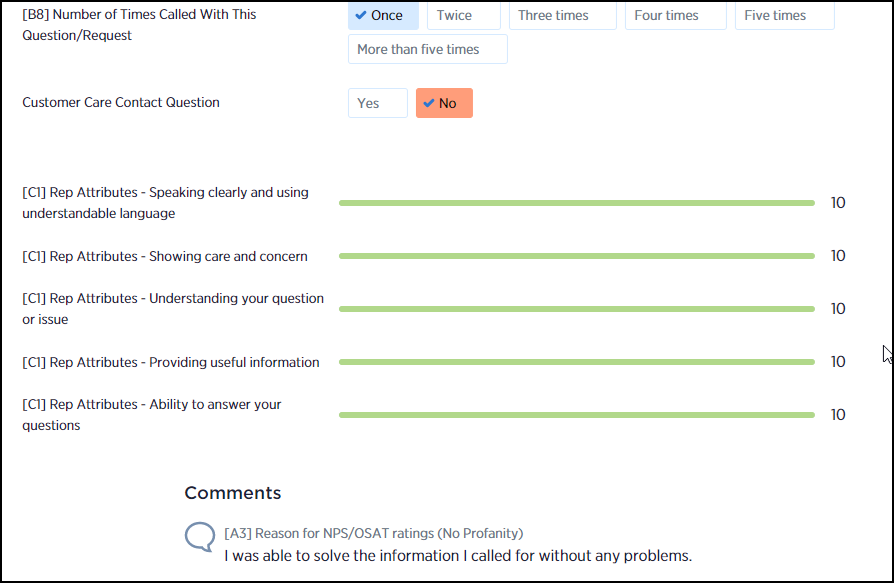 [B8] Number of Times Called With This
Question/Request
Once
Twice
Three times
Four times
Five times
More than five times
Customer Care Contact Question
Yes
No
[C1] Rep Attributes - Speaking clearly and using
understandable language
10
[C1] Rep Attributes - Showing care and concern
10
[C1] Rep Attributes - Understanding your question
or issue
10
[C1] Rep Attributes - Providing useful information
10
[C1] Rep Attributes - Ability to answer your
questions
10
Comments
[A3] Reason for NPS/OSAT ratings (No Profanity)
I was able to solve the information I called for without any problems.